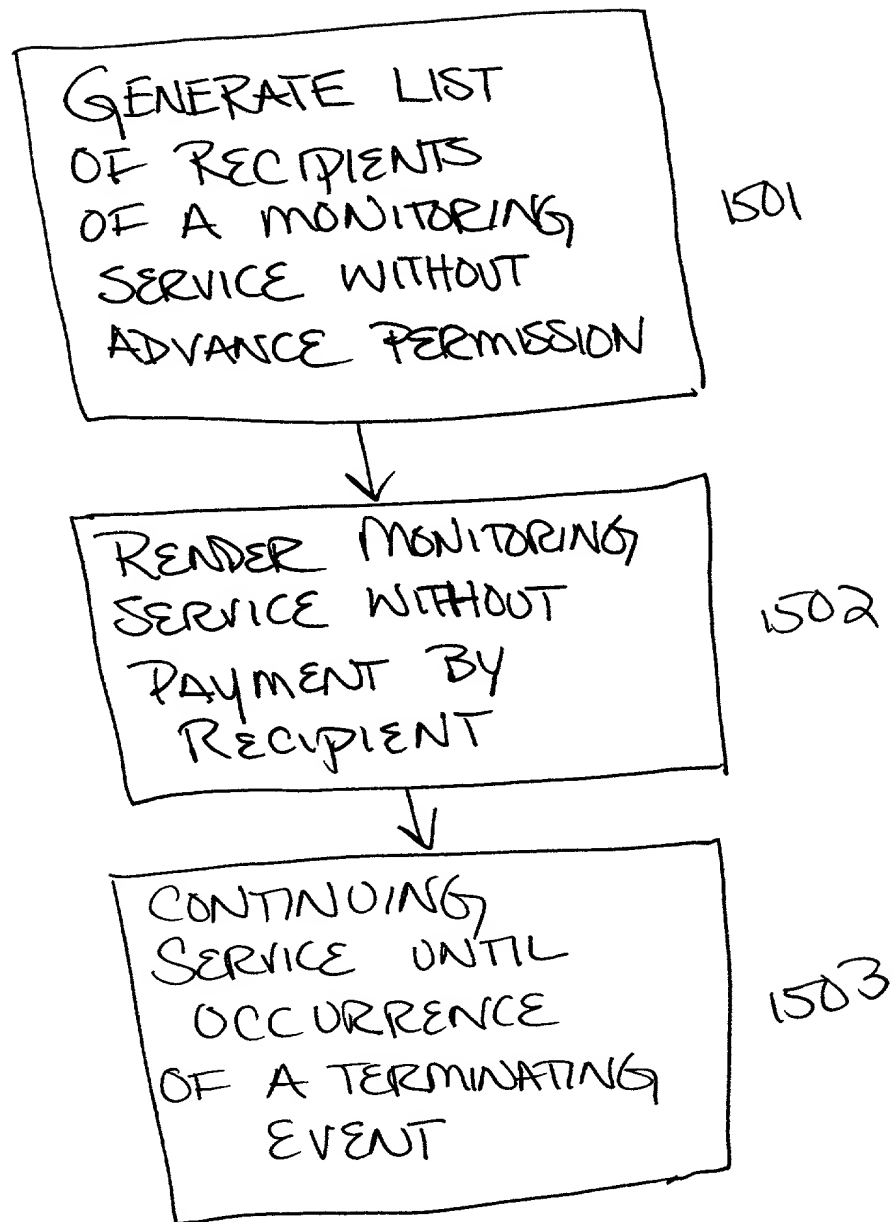 GENERATE LIST
OF RECIPIENTS
OF A MONITORING
SERVICE WITHOUT
ADVANCE PERMISSION
1501
RENDER MONITORING
SERVICE WITHOUT
PAYMENT BY
RECIPIENT
1502
CONTINUING
SERVICE UNTIL
OCCURRENCE
OF A TERMINATING
EVENT
1503